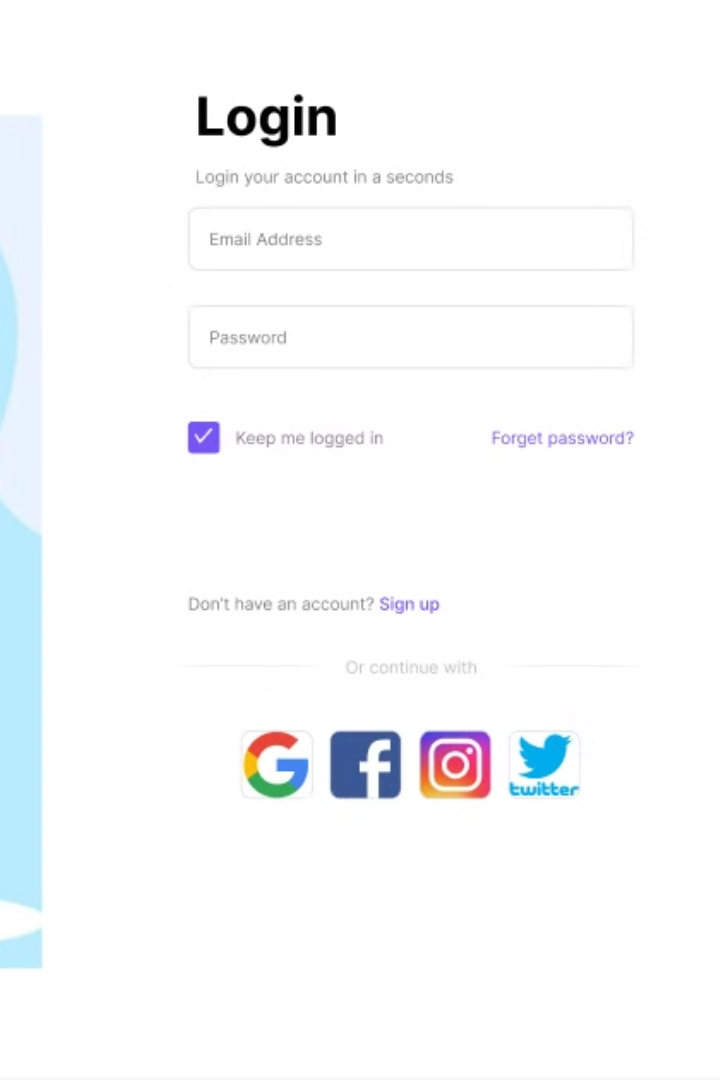 Login
Login your account in a seconds
Email Address
Password
Keep me logged in Forget password?
Don't have an account? Sign up
Or continue with
twitter